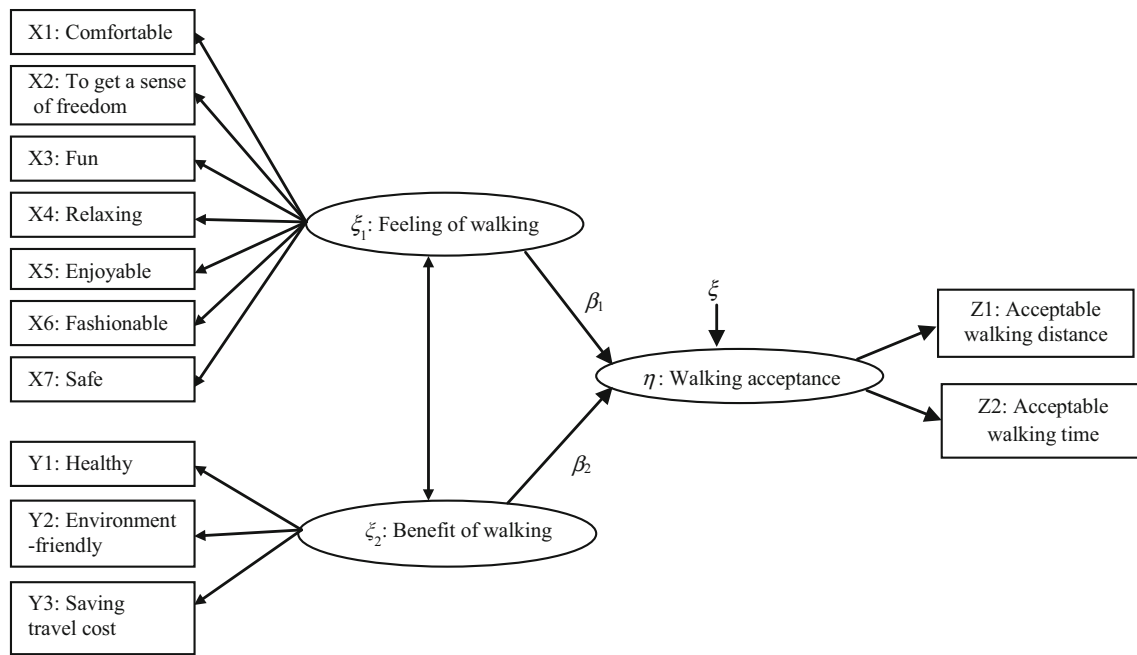 X1: Comfortable
X2: To get a sense
of freedom
X3: Fun
X4: Relaxing
X5: Enjoyable
X6: Fashionable
X7: Safe
Y1: Healthy
Y2: Environment
-friendly
Y3: Saving
travel cost
ξ₁: Feeling of walking
ξ₂: Benefit of walking
β₁
β₂
ξ
η: Walking acceptance
Z1: Acceptable
walking distance
Z2: Acceptable
walking time